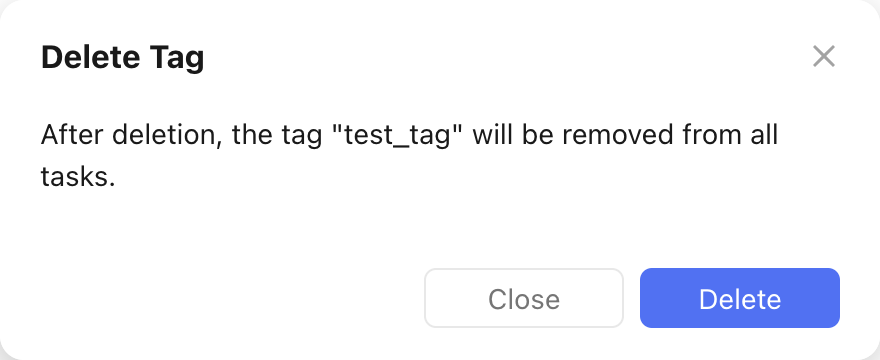 Delete Tag
After deletion, the tag "test_tag" will be removed from all
tasks.
Close
Delete